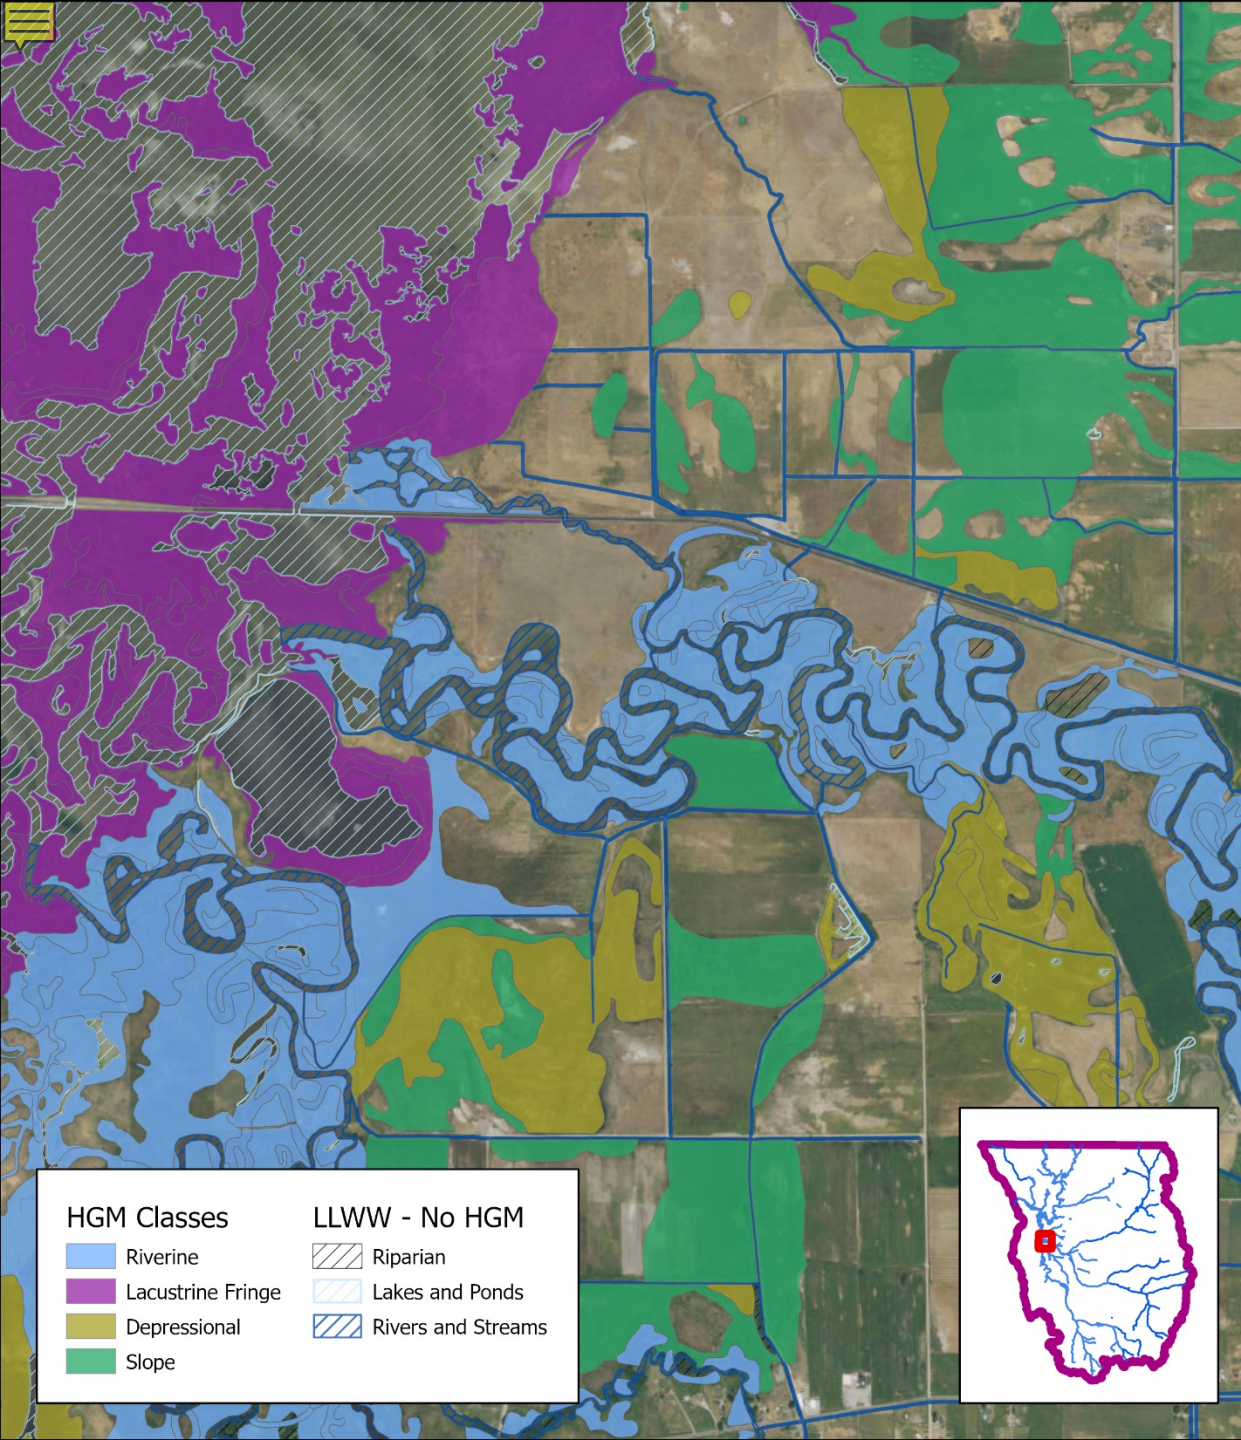 HGM Classes
LLWW - No HGM
Riverine
Riparian
Lacustrine Fringe
Lakes and Ponds
Depressional
Rivers and Streams
Slope